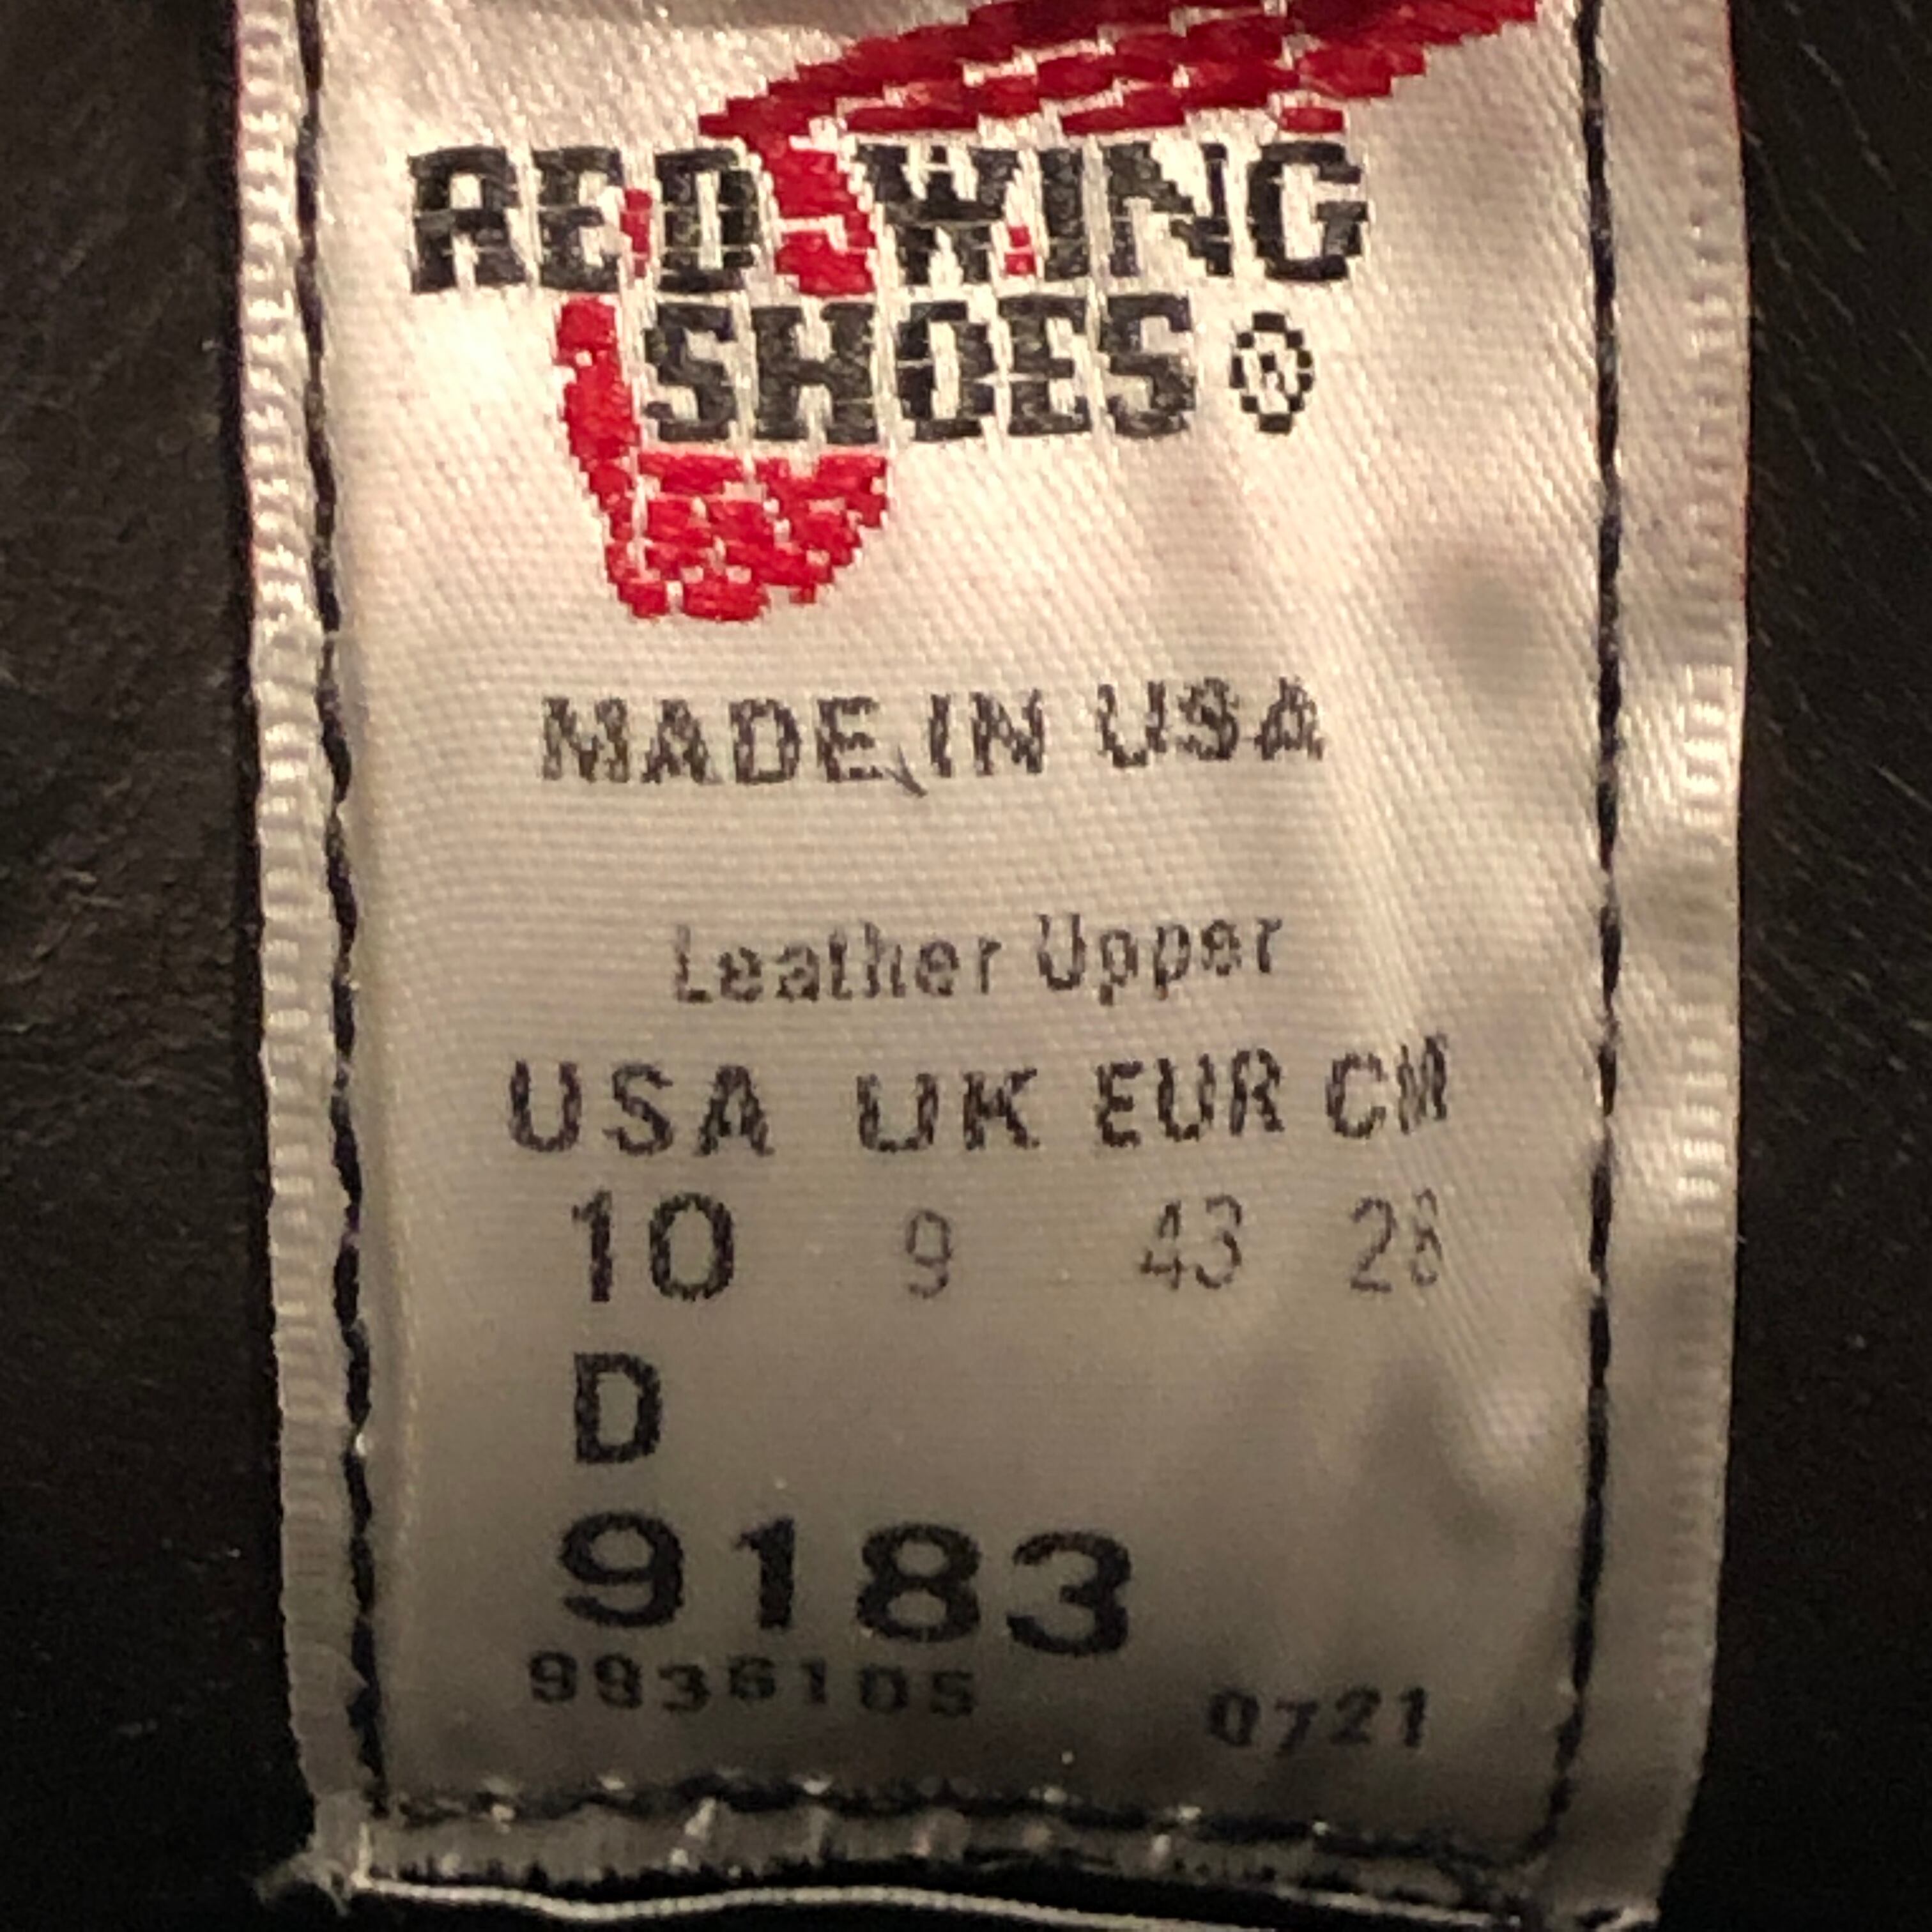 RED WING
SHOES ®
MADE IN USA
Leather Upper
USA UK EUR CM
10 9 43 28
D
9183
9936105 0721